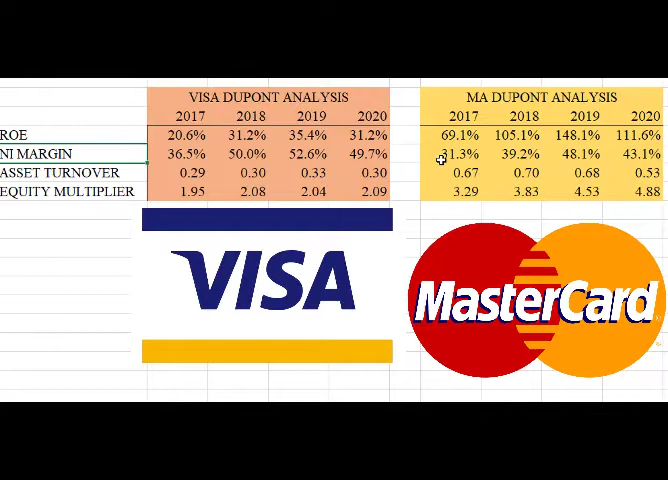 VISA DUPONT ANALYSIS MA DUPONT ANALYSIS
2017 2018 2019 2020 2017 2018 2019 2020
ROE 20.6% 31.2% 35.4% 31.2% 69.1% 105.1% 148.1% 111.6%
NI MARGIN 36.5% 50.0% 52.6% 49.7% 31.3% 39.2% 48.1% 43.1%
ASSET TURNOVER 0.29 0.30 0.33 0.30 0.67 0.70 0.68 0.53
EQUITY MULTIPLIER 1.95 2.08 2.04 2.09 3.29 3.83 4.53 4.88
VISA
MasterCard